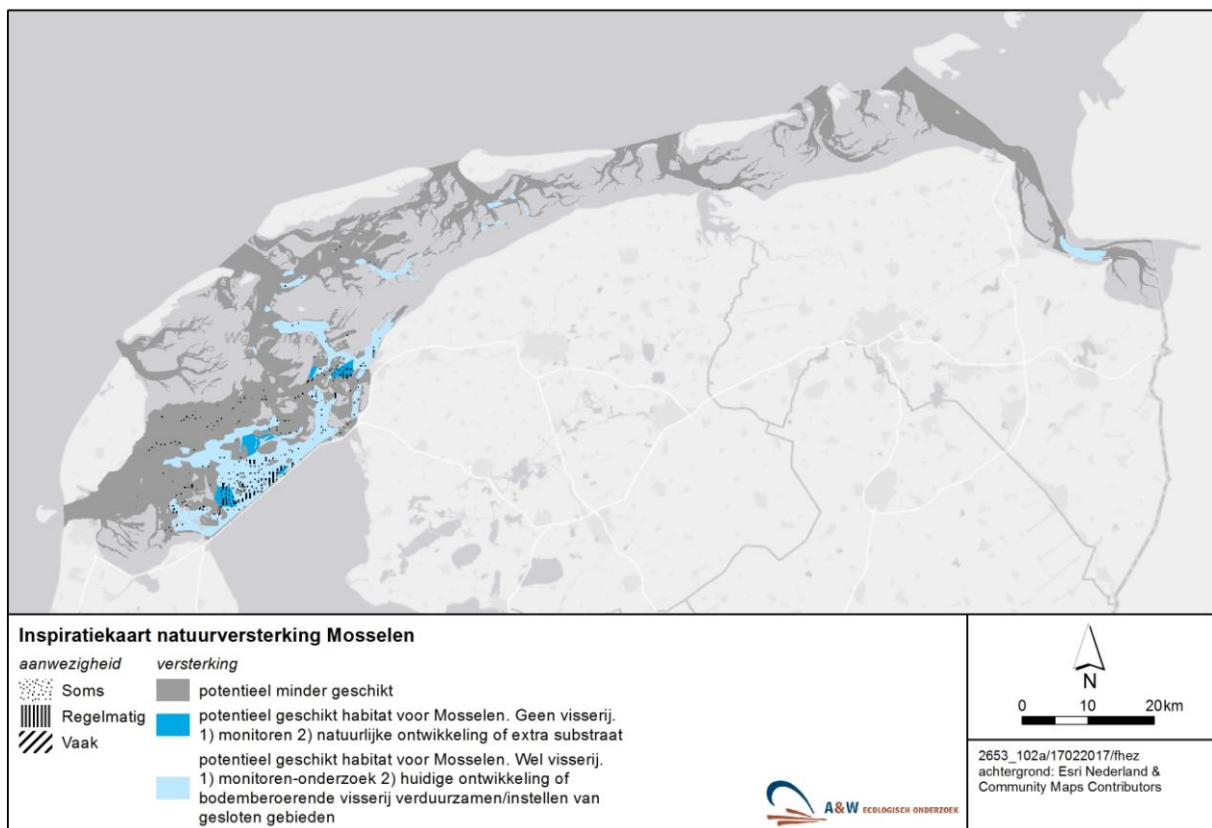 Inspiratiekaart natuurversterking Mosselen
aanwezigheid
Soms
Regelmatig
Vaak
versterking
potentieel minder geschikt
potentieel geschikt habitat voor Mosselen. Geen visserij.
1) monitoren 2) natuurlijke ontwikkeling of extra substraat
potentieel geschikt habitat voor Mosselen. Wel visserij.
1) monitoren-onderzoek 2) huidige ontwikkeling of
bodemberoerende visserij verduurzamen/instellen van
gesloten gebieden
A&W ECOLOGISCH ONDERZOEK
N
0 10 20 km
2653_102a/17022017/fhez
achtergrond: Esri Nederland &
Community Maps Contributors